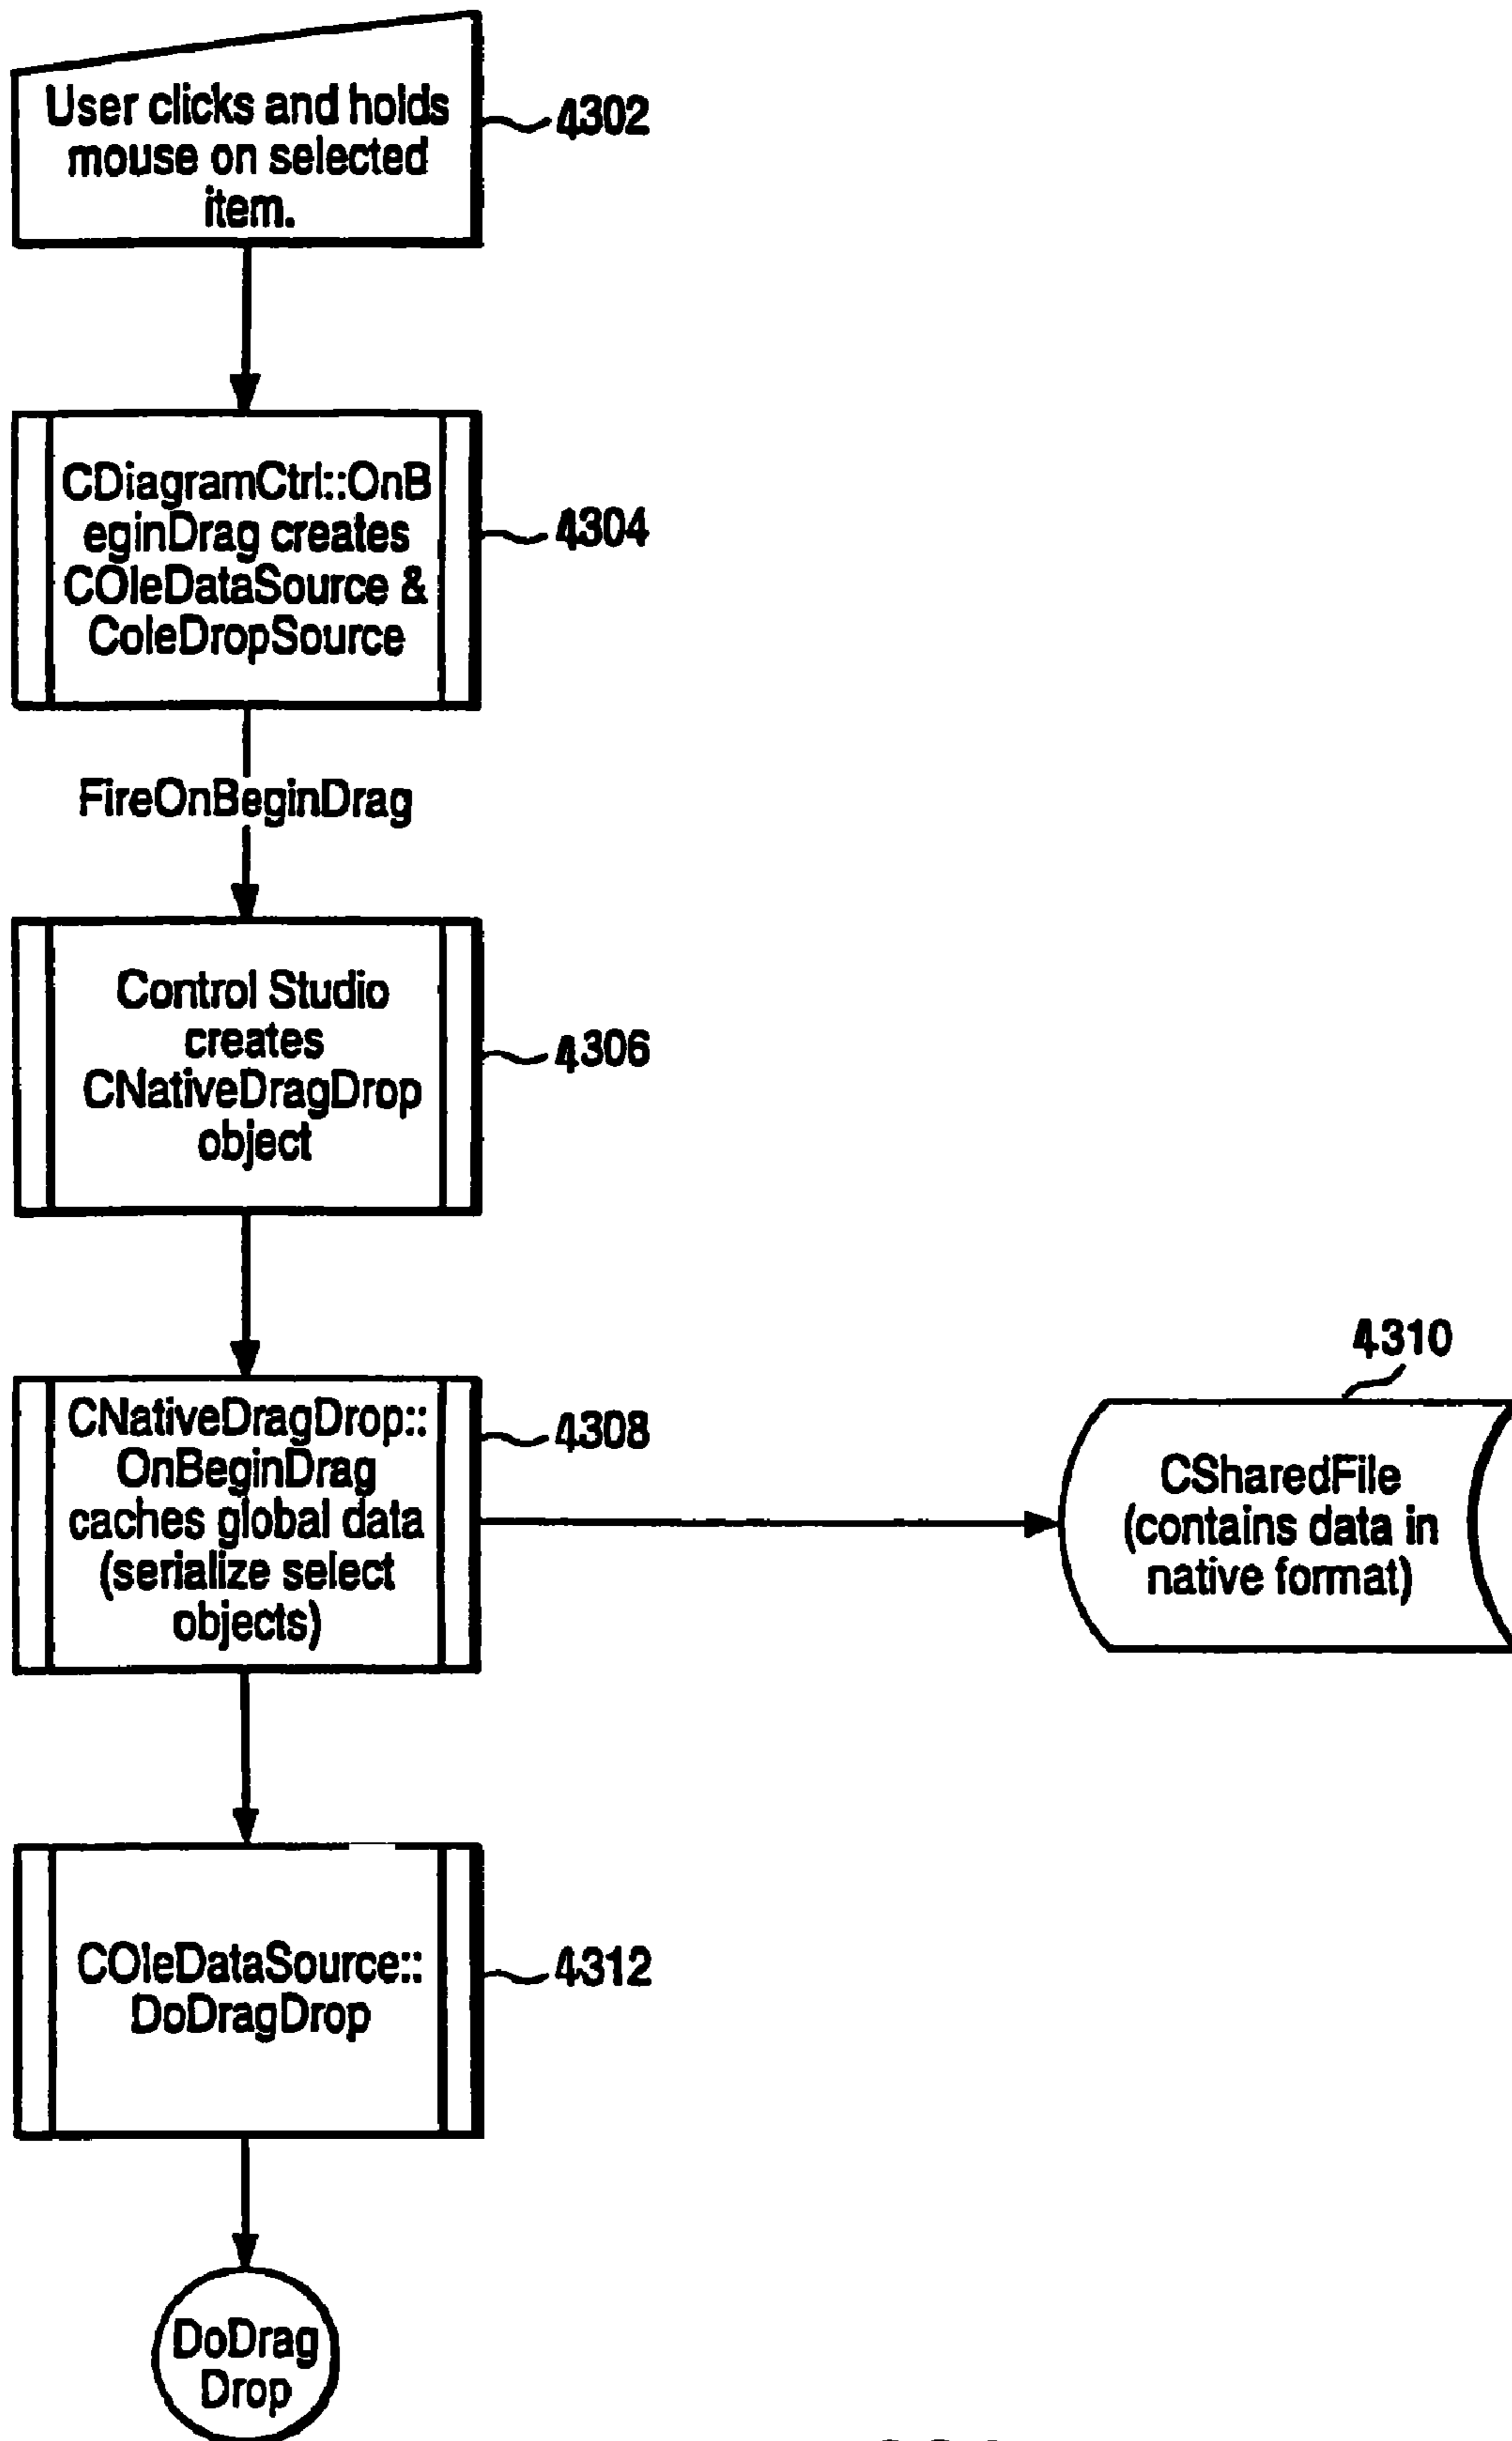 User clicks and holds
mouse on selected
item.
4302
CDiagramCtrl::OnB
eginDrag creates
COleDataSource &
ColeDropSource
4304
FireOnBeginDrag
Control Studio
creates
CNativeDragDrop
object
4306
CNativeDragDrop::
OnBeginDrag
caches global data
(serialize select
objects)
4308
4310
CSharedFile
(contains data in
native format)
COleDataSource::
DoDragDrop
4312
DoDrag
Drop